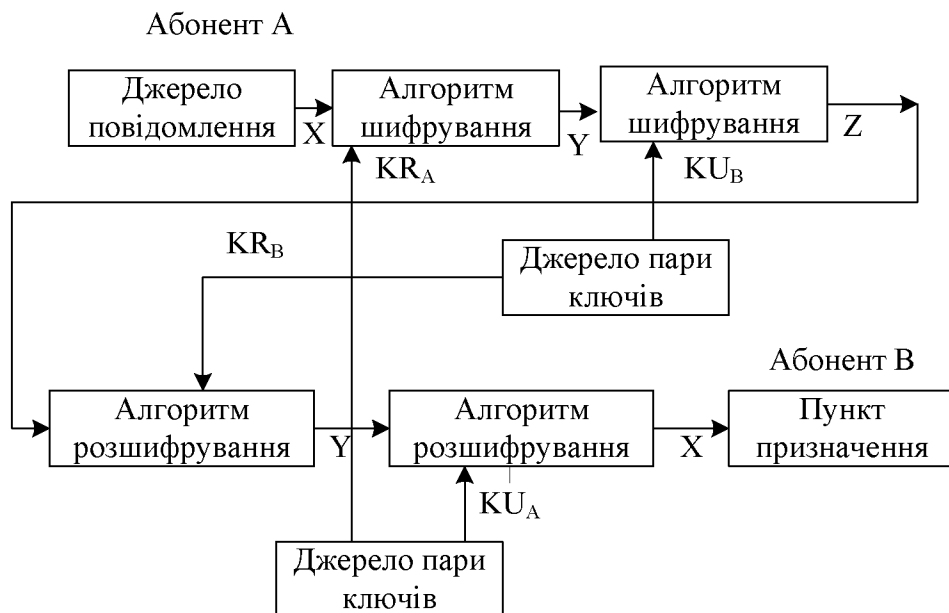 Абонент А
Джерело
повідомлення
X
Алгоритм
шифрування
Y
Алгоритм
шифрування
Z
KR_A
KU_B
KR_B
Джерело пари
ключів
Абонент В
Алгоритм
розшифрування
Y
Алгоритм
розшифрування
X
Пункт
призначення
KU_A
Джерело пари
ключів